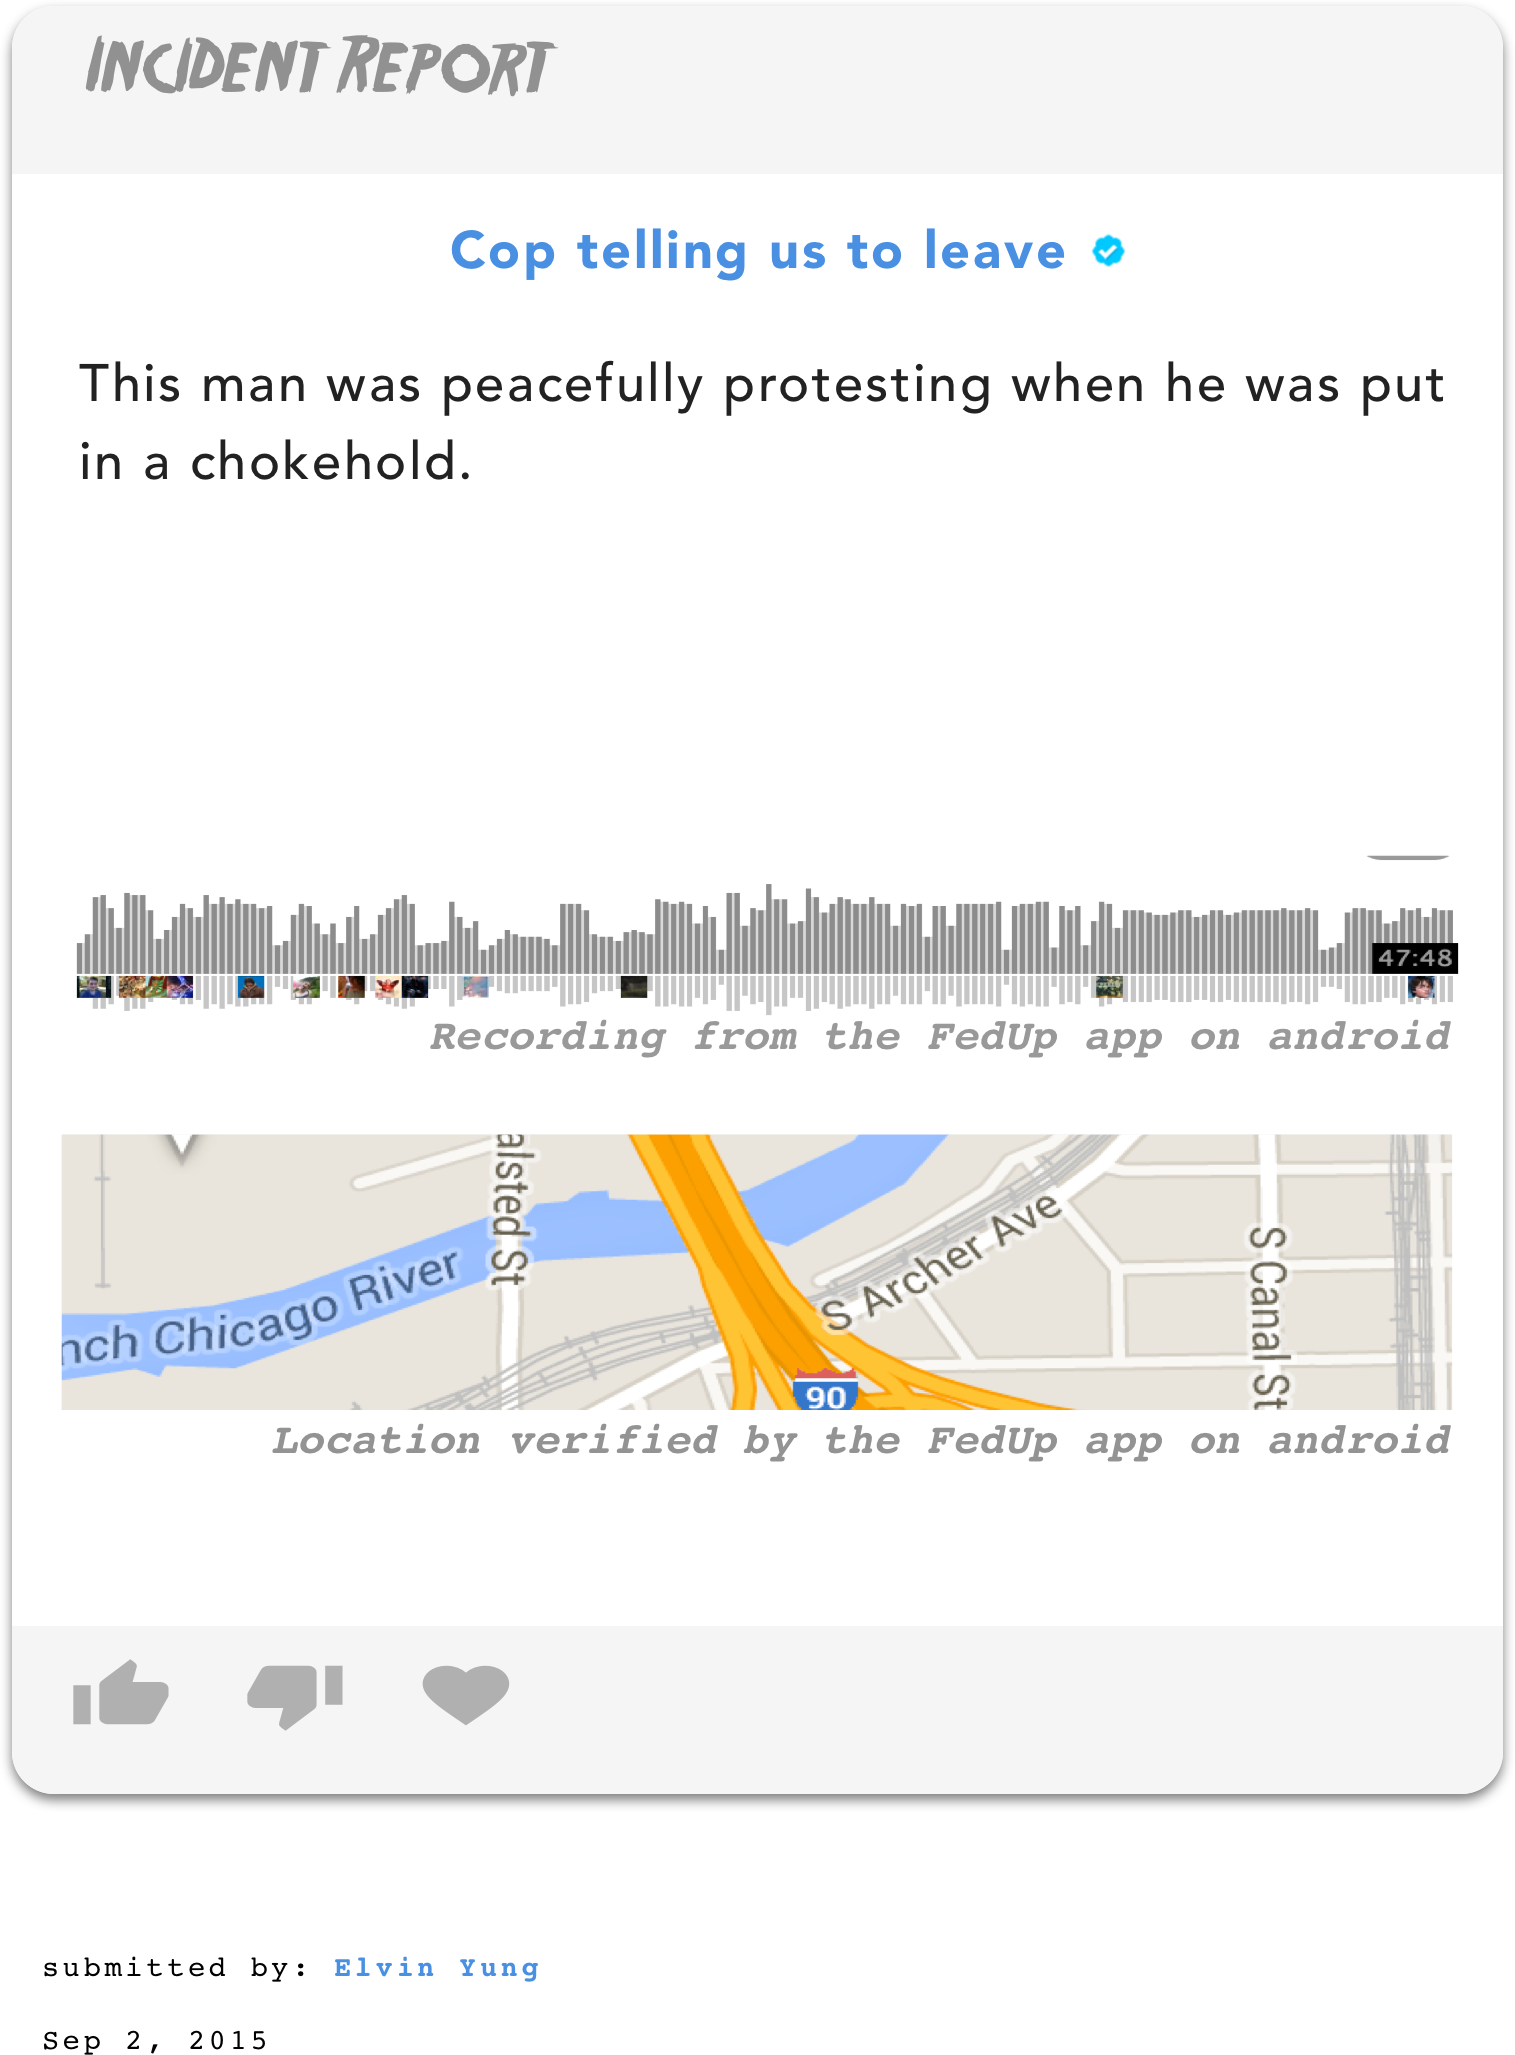 INCIDENT REPORT
Cop telling us to leave
This man was peacefully protesting when he was put
in a chokehold.
47:48
Recording from the FedUp app on android
alsted St
S Archer Ave
nch Chicago River
S Canal St
90
Location verified by the FedUp app on android
submitted by: Elvin Yung
Sep 2, 2015